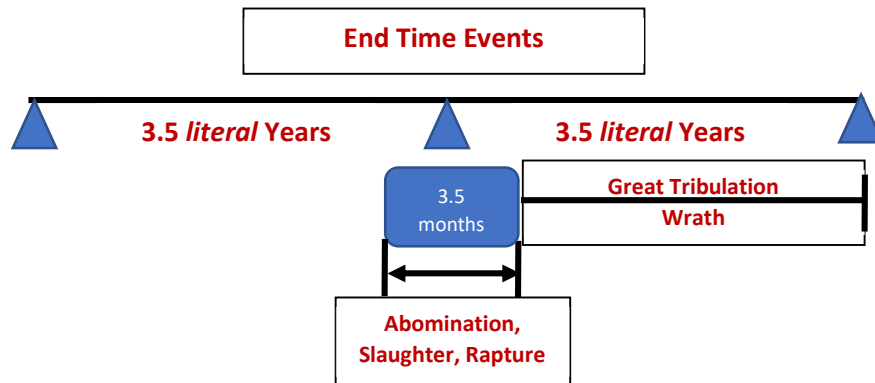 End Time Events
3.5 literal Years
3.5 literal Years
3.5
months
Great Tribulation
Wrath
Abomination,
Slaughter, Rapture